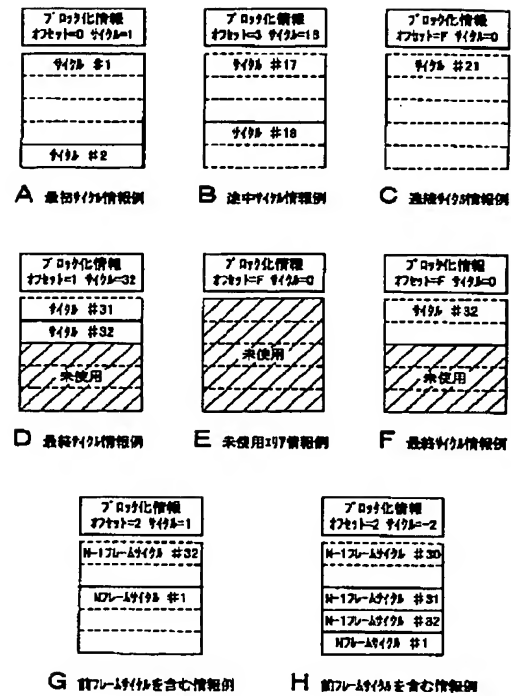 ブロック化情報
オフセット=0 サイクル=1
サイクル #1
サイクル #2
A 最初サイクル情報例
ブロック化情報
オフセット=3 サイクル=18
サイクル #17
サイクル #18
B 途中サイクル情報例
ブロック化情報
オフセット=F サイクル=0
サイクル #21
C 連続サイクル情報例
ブロック化情報
オフセット=1 サイクル=32
サイクル #31
サイクル #32
未使用
D 最終サイクル情報例
ブロック化情報
オフセット=F サイクル=0
未使用
E 未使用エリア情報例
ブロック化情報
オフセット=F サイクル=0
サイクル #32
未使用
F 最終サイクル情報例
ブロック化情報
オフセット=2 サイクル=1
N-1フレームサイクル #32
Nフレームサイクル #1
G 前フレームサイクルを含む情報例
ブロック化情報
オフセット=2 サイクル=-2
N-1フレームサイクル #30
N-1フレームサイクル #31
N-1フレームサイクル #32
Nフレームサイクル #1
H 前フレームサイクルを含む情報例